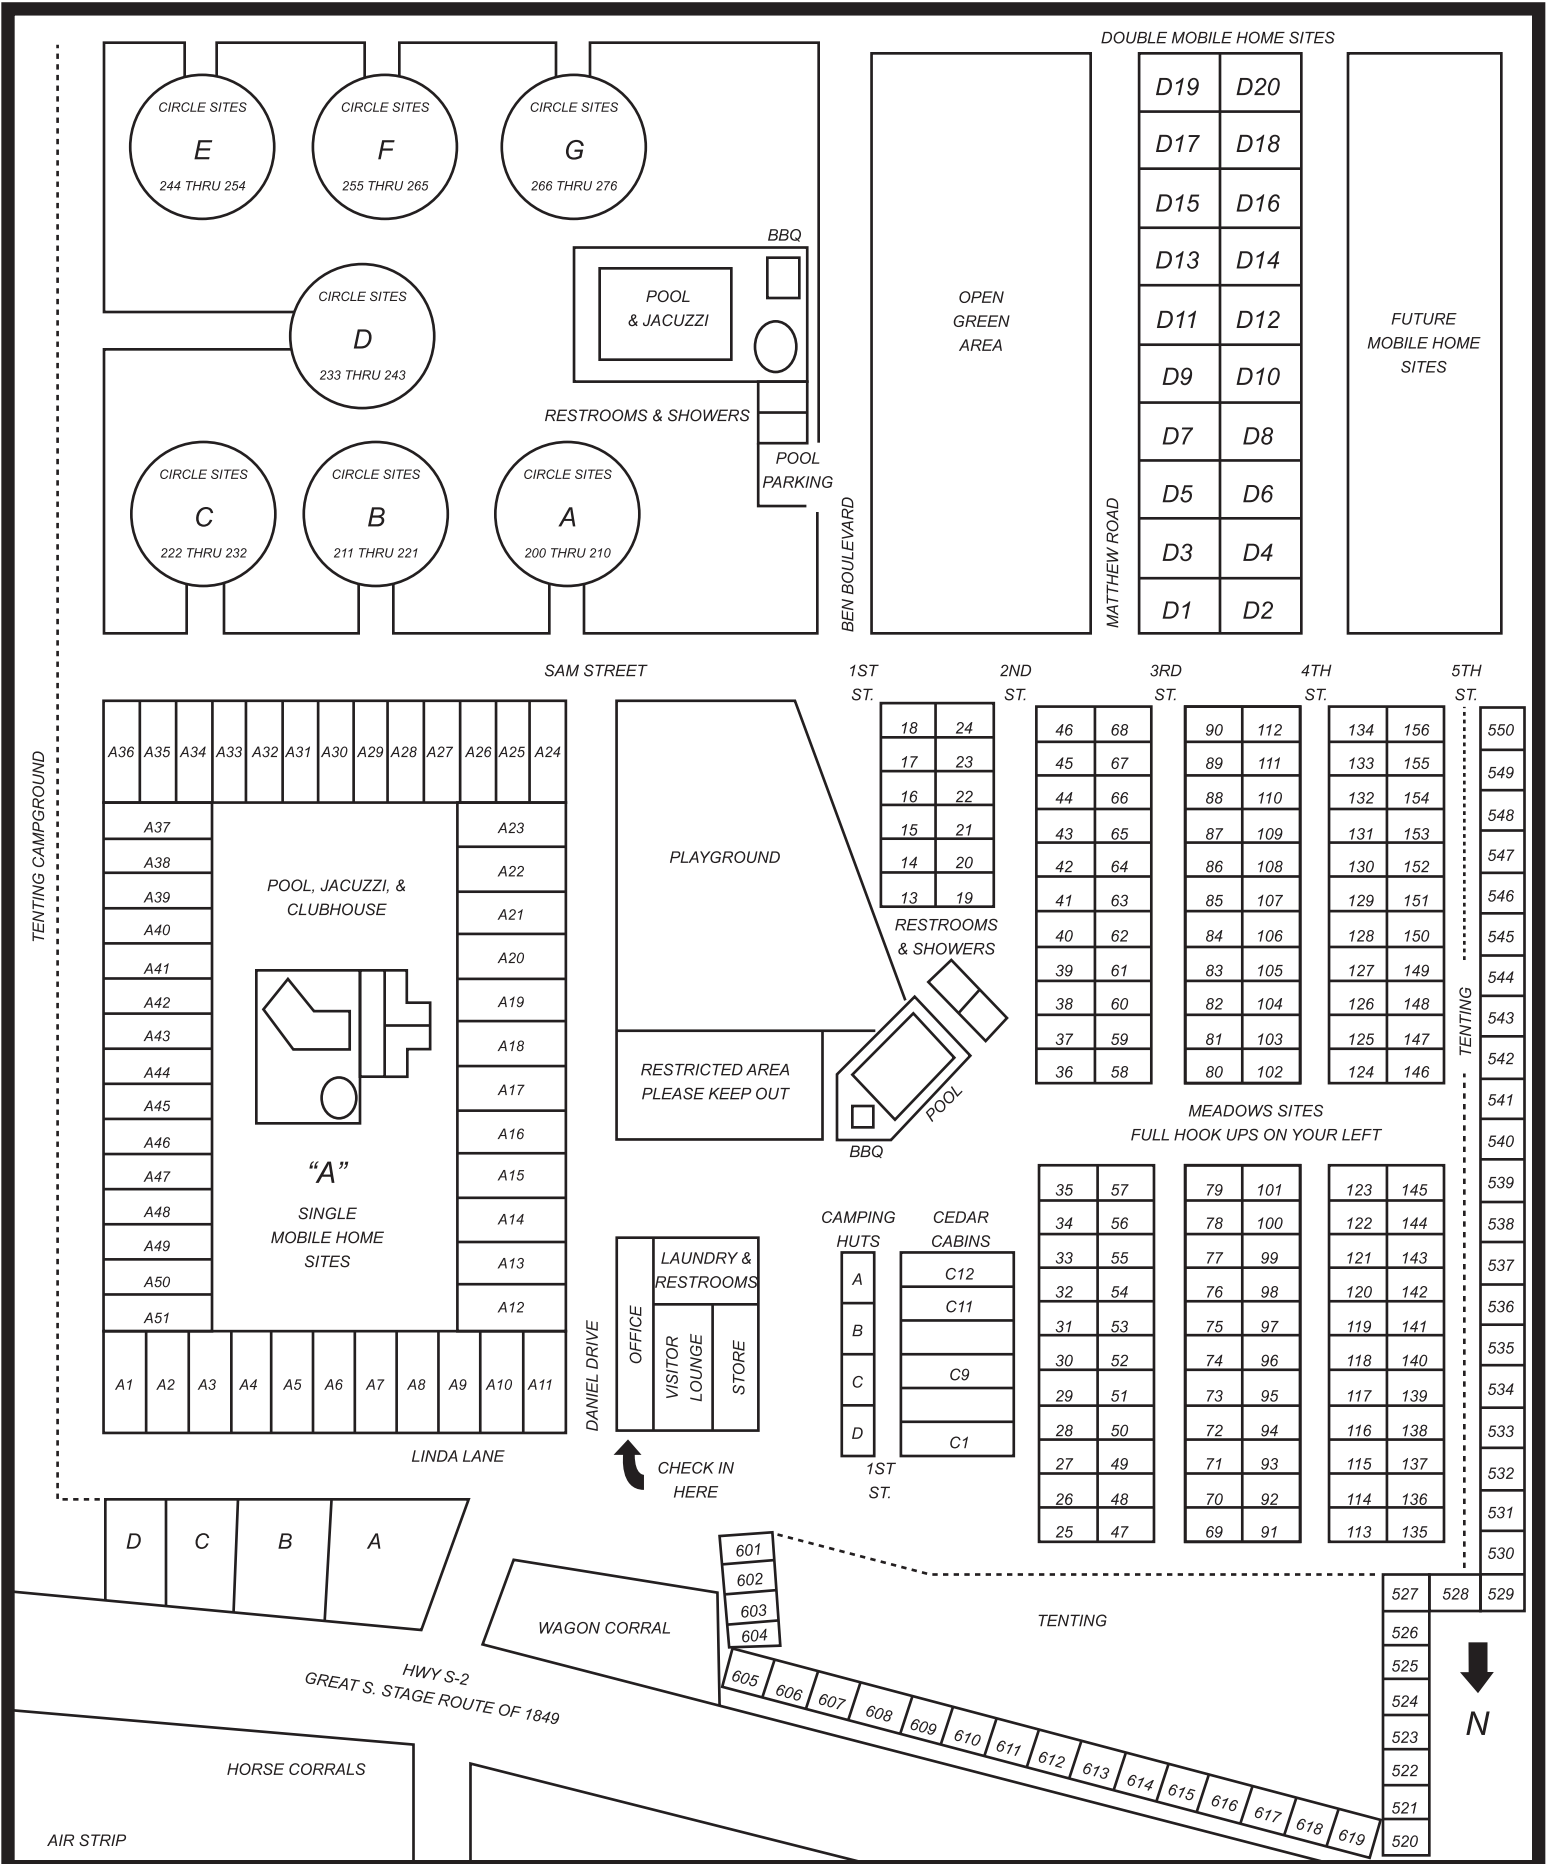 DOUBLE MOBILE HOME SITES
CIRCLE SITES
E
244 THRU 254
CIRCLE SITES
F
255 THRU 265
CIRCLE SITES
G
266 THRU 276
CIRCLE SITES
D
233 THRU 243
BBQ
POOL
& JACUZZI
RESTROOMS & SHOWERS
POOL
PARKING
CIRCLE SITES
C
222 THRU 232
CIRCLE SITES
B
211 THRU 221
CIRCLE SITES
A
200 THRU 210
BEN BOULEVARD
OPEN
GREEN
AREA
MATTHEW ROAD
D19 D20
D17 D18
D15 D16
D13 D14
D11 D12
D9 D10
D7 D8
D5 D6
D3 D4
D1 D2
FUTURE
MOBILE HOME
SITES
SAM STREET
1ST
ST.
2ND
ST.
3RD
ST.
4TH
ST.
5TH
ST.
TENTING CAMPGROUND
A36 A35 A34 A33 A32 A31 A30 A29 A28 A27 A26 A25 A24
A37
A38
A39
A40
A41
A42
A43
A44
A45
A46
A47
A48
A49
A50
A51
POOL, JACUZZI, &
CLUBHOUSE
“A”
SINGLE
MOBILE HOME
SITES
A23
A22
A21
A20
A19
A18
A17
A16
A15
A14
A13
A12
A1 A2 A3 A4 A5 A6 A7 A8 A9 A10 A11
LINDA LANE
DANIEL DRIVE
PLAYGROUND
RESTRICTED AREA
PLEASE KEEP OUT
18 24
17 23
16 22
15 21
14 20
13 19
RESTROOMS
& SHOWERS
POOL
BBQ
46 68
45 67
44 66
43 65
42 64
41 63
40 62
39 61
38 60
37 59
36 58
90 112
89 111
88 110
87 109
86 108
85 107
84 106
83 105
82 104
81 103
80 102
134 156
133 155
132 154
131 153
130 152
129 151
128 150
127 149
126 148
125 147
124 146
TENTING
550
549
548
547
546
545
544
543
542
541
540
539
538
537
536
535
534
533
532
531
530
MEADOWS SITES
FULL HOOK UPS ON YOUR LEFT
OFFICE
LAUNDRY &
RESTROOMS
VISITOR
LOUNGE
STORE
CHECK IN
HERE
CAMPING
HUTS
A
B
C
D
1ST
ST.
CEDAR
CABINS
C12
C11
C9
C1
35 57
34 56
33 55
32 54
31 53
30 52
29 51
28 50
27 49
26 48
25 47
79 101
78 100
77 99
76 98
75 97
74 96
73 95
72 94
71 93
70 92
69 91
123 145
122 144
121 143
120 142
119 141
118 140
117 139
116 138
115 137
114 136
113 135
D C B A
WAGON CORRAL
601
602
603
604
605 606 607 608 609 610 611 612 613 614 615 616 617 618 619
TENTING
527 528 529
526
525
524
523
522
521
520
N
HWY S-2
GREAT S. STAGE ROUTE OF 1849
HORSE CORRALS
AIR STRIP